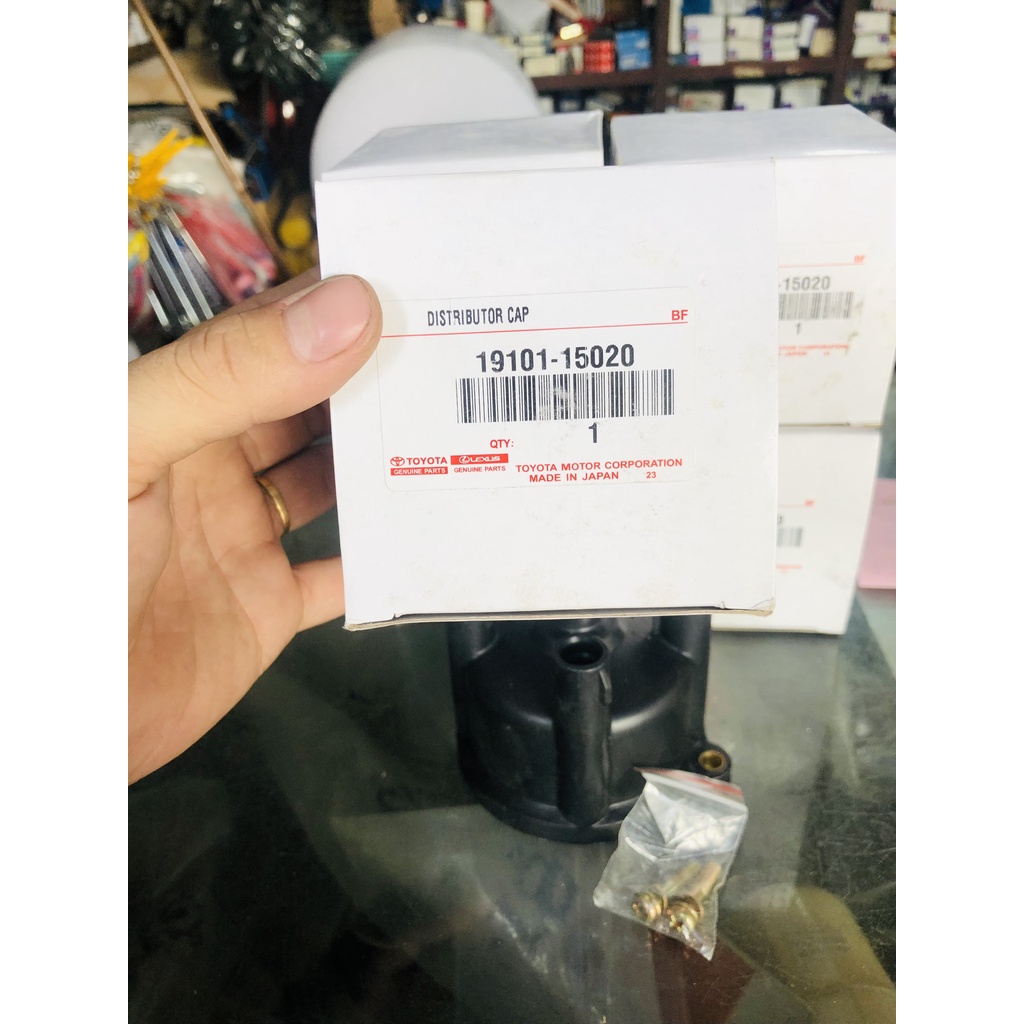 DISTRIBUTOR CAP
BF
19101-15020
QTY: 1
TOYOTA
GENUINE PARTS
LEXUS
GENUINE PARTS
TOYOTA MOTOR CORPORATION
MADE IN JAPAN 23
BF
-15020
1